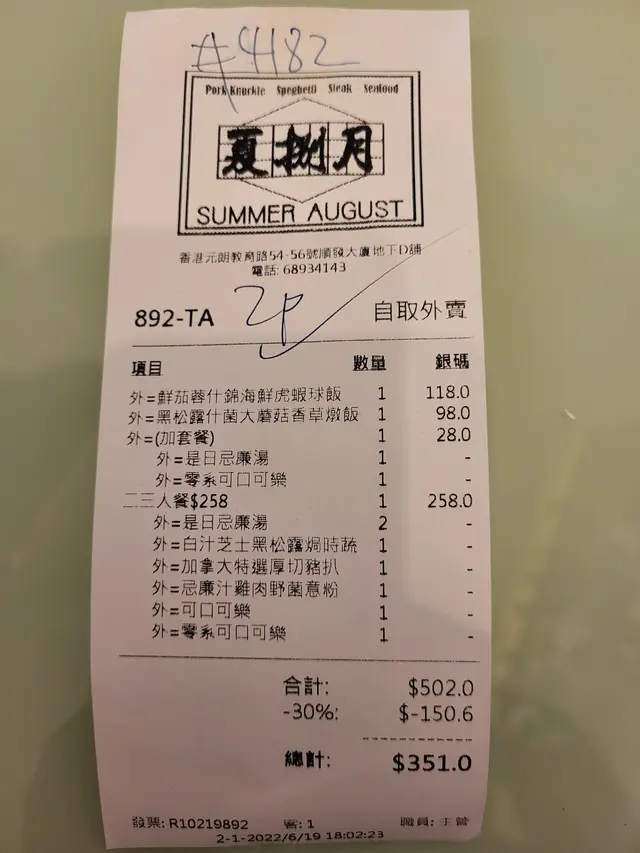 #4182
Pork Knuckle Speghetti Steak Seafood
夏捌月
SUMMER AUGUST
香港元朗教育路54-56號順發大廈地下D舖
電話: 68934143
2p
892-TA 自取外賣
項目 數量 銀碼
外=鮮茄蓉什錦海鮮虎蝦球飯 1 118.0
外=黑松露什菌大蘑菇香草燉飯 1 98.0
外=(加套餐) 1 28.0
外=是日忌廉湯 1 -
外=零系可口可樂 1 -
二三人餐$258 1 258.0
外=是日忌廉湯 2 -
外=白汁芝士黑松露焗時蔬 1 -
外=加拿大特選厚切豬扒 1 -
外=忌廉汁雞肉野菌意粉 1 -
外=可口可樂 1 -
外=零系可口可樂 1 -
合計: $502.0
-30%: $-150.6
總計: $351.0
發票: R10219892 客: 1 職員: 主管
2-1-2022/6/19 18:02:23